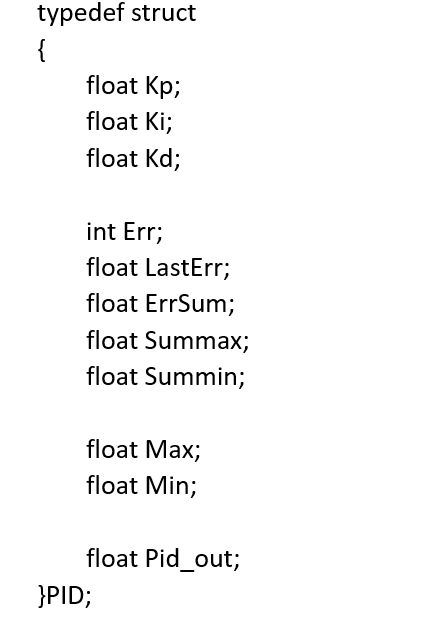 typedef struct
{
float Kp;
float Ki;
float Kd;
int Err;
float LastErr;
float ErrSum;
float Summax;
float Summin;
float Max;
float Min;
float Pid_out;
}PID;